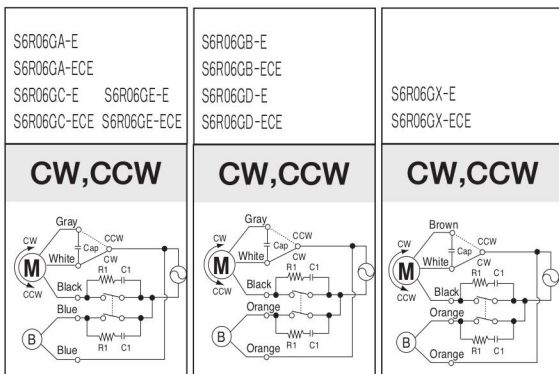 S6R06GA-E
S6R06GA-ECE
S6R06GC-E S6R06GE-E
S6R06GC-ECE S6R06GE-ECE
CW,CCW
Gray
CW
CCW
Cap
M
White
CW
CCW
R1 C1
Black
Blue
B
R1 C1
Blue
S6R06GB-E
S6R06GB-ECE
S6R06GD-E
S6R06GD-ECE
CW,CCW
Gray
CW
CCW
Cap
M
White
CW
CCW
R1 C1
Black
Orange
B
R1 C1
Orange
S6R06GX-E
S6R06GX-ECE
CW,CCW
Brown
CW
CCW
Cap
M
White
CW
CCW
R1 C1
Black
Orange
B
R1 C1
Orange